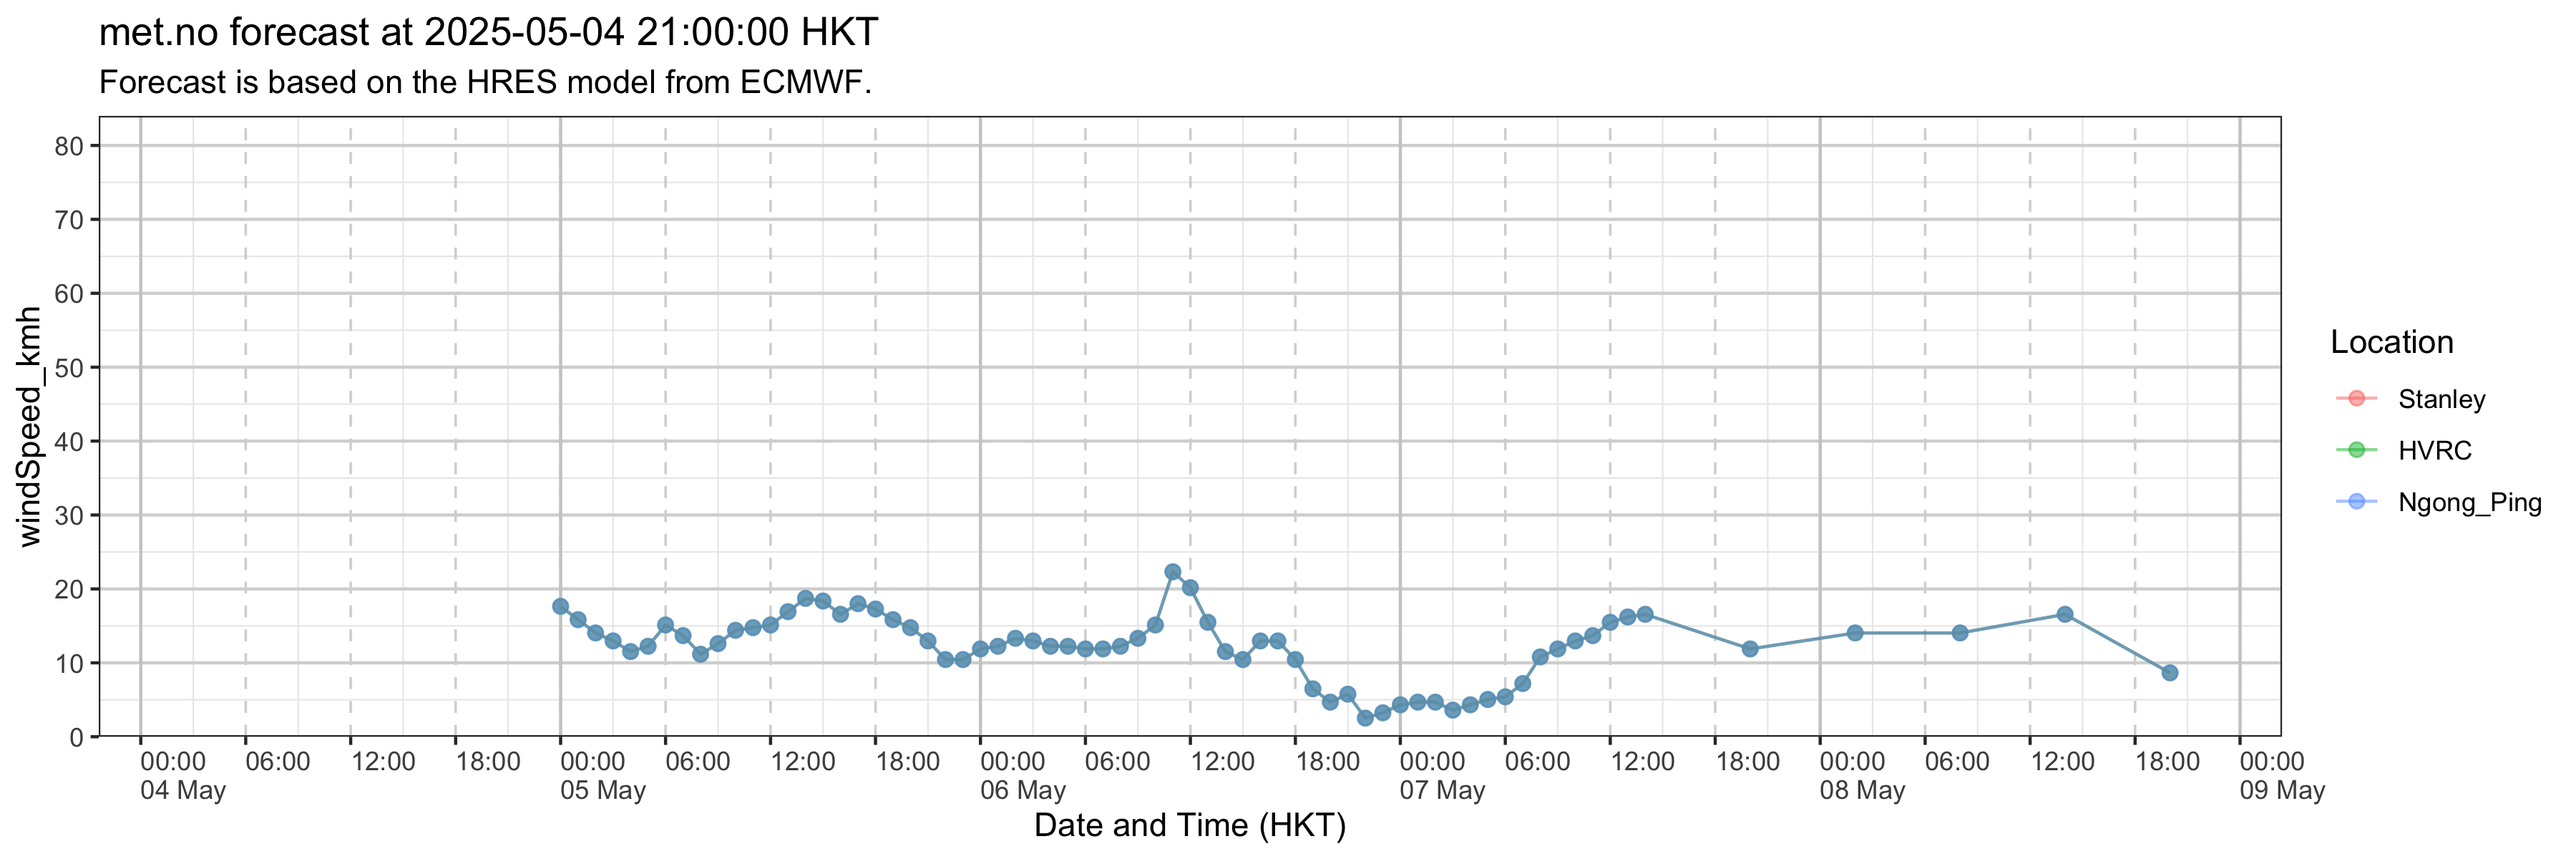 met.no forecast at 2025-05-04 21:00:00 HKT
Forecast is based on the HRES model from ECMWF.
windSpeed_kmh
80
70
60
50
40
30
20
10
0
00:00 06:00 12:00 18:00 00:00 06:00 12:00 18:00 00:00 06:00 12:00 18:00 00:00 06:00 12:00 18:00 00:00 06:00 12:00 18:00 00:00
04 May 05 May 06 May 07 May 08 May 09 May
Date and Time (HKT)
Location
Stanley
HVRC
Ngong_Ping